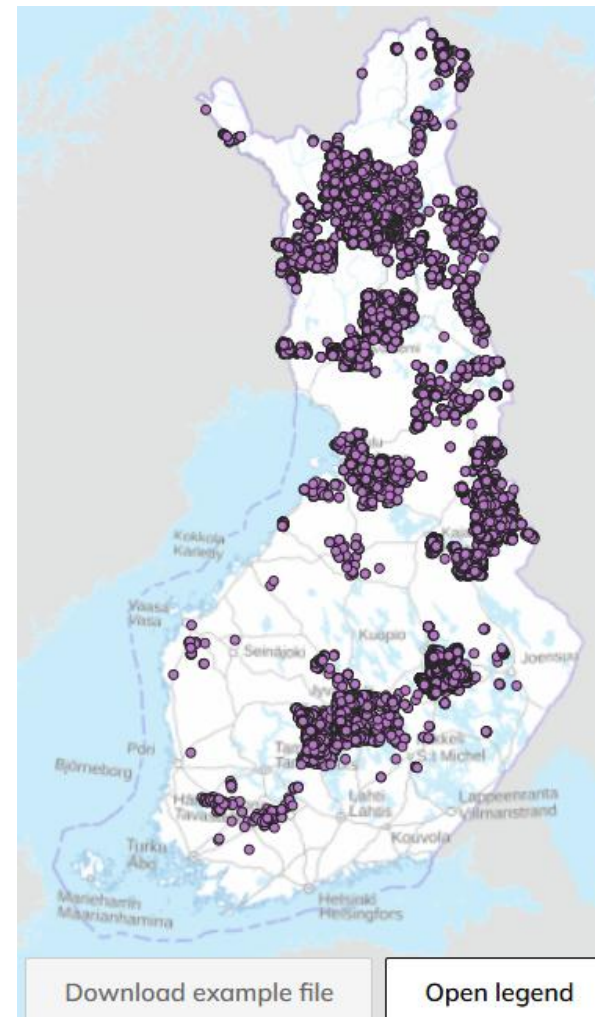 Kokkola
Karleby
Vaasa
Vasa
Seinäjoki
Kuopio
Joensuu
Pori
Björneborg
S:t Michel
Lahti
Lahtis
Lappeenranta
Villmanstrand
Kouvola
Turku
Åbo
Helsinki
Helsingfors
Mariehamn
Maarianhamina
Download example file
Open legend